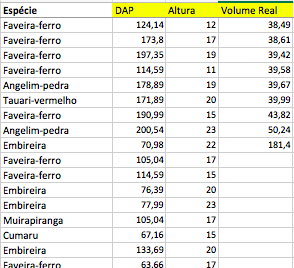 Espécie DAP Altura Volume Real
Faveira-ferro 124,14 12 38,49
Faveira-ferro 173,8 17 38,61
Faveira-ferro 197,35 19 39,42
Faveira-ferro 114,59 11 39,58
Angelim-pedra 178,89 19 39,67
Tauari-vermelho 171,89 20 39,99
Faveira-ferro 190,99 15 43,82
Angelim-pedra 200,54 23 50,24
Embireira 70,98 22 181,4
Faveira-ferro 105,04 17
Faveira-ferro 114,59 15
Embireira 76,39 20
Embireira 77,99 23
Muirapiranga 105,04 17
Cumaru 67,16 15
Embireira 133,69 20
Faveira-ferro 63,66 17